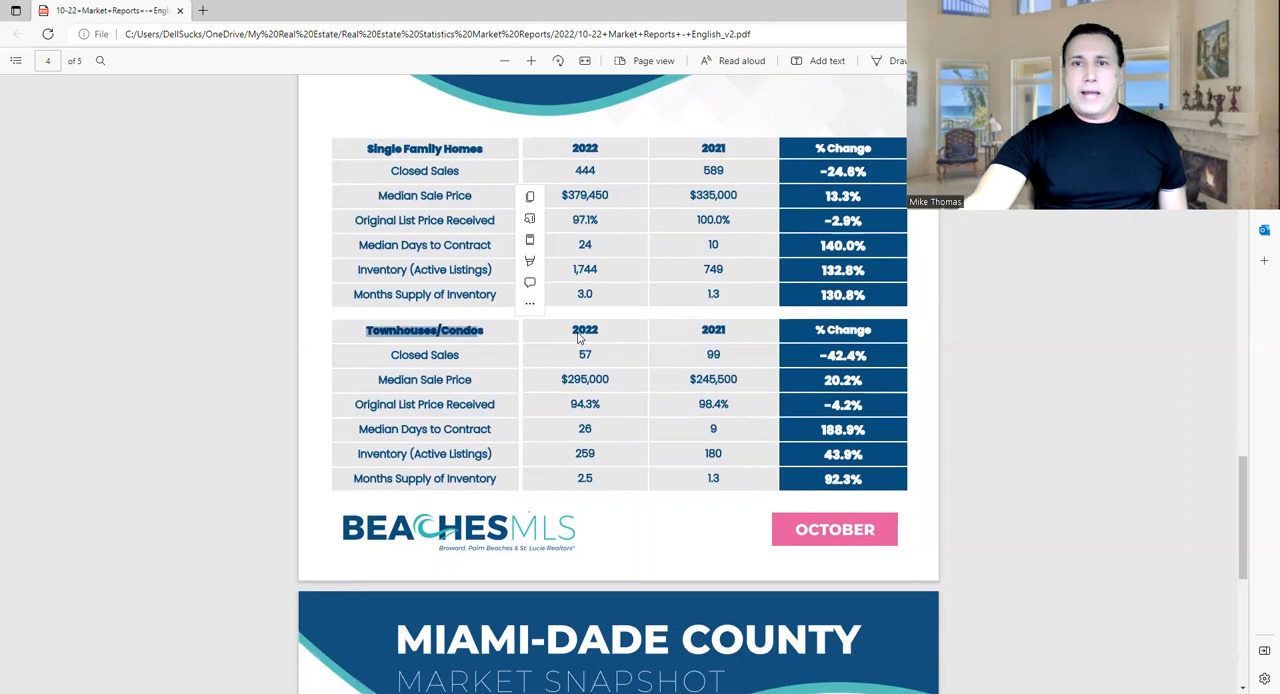 10-22+Market+Reports+-+Engli
File
C:/Users/DellSucks/OneDrive/My%20Real%20Estate/Real%20Estate%20Statistics%20Market%20Reports/2022/10-22+Market+Reports+-+English_v2.pdf
4 of 5 Page view Read aloud Add text Draw
Mike Thomas
Single Family Homes 2022 2021 % Change
Closed Sales 444 589 -24.6%
Median Sale Price $379,450 $335,000 13.3%
Original List Price Received 97.1% 100.0% -2.9%
Median Days to Contract 24 10 140.0%
Inventory (Active Listings) 1,744 749 132.8%
Months Supply of Inventory 3.0 1.3 130.8%
Townhouses/Condos 2022 2021 % Change
Closed Sales 57 99 -42.4%
Median Sale Price $295,000 $245,500 20.2%
Original List Price Received 94.3% 98.4% -4.2%
Median Days to Contract 26 9 188.9%
Inventory (Active Listings) 259 180 43.9%
Months Supply of Inventory 2.5 1.3 92.3%
BEACHESMLS
Broward, Palm Beaches & St. Lucie Realtors®
OCTOBER
MIAMI-DADE COUNTY
MARKET SNAPSHOT